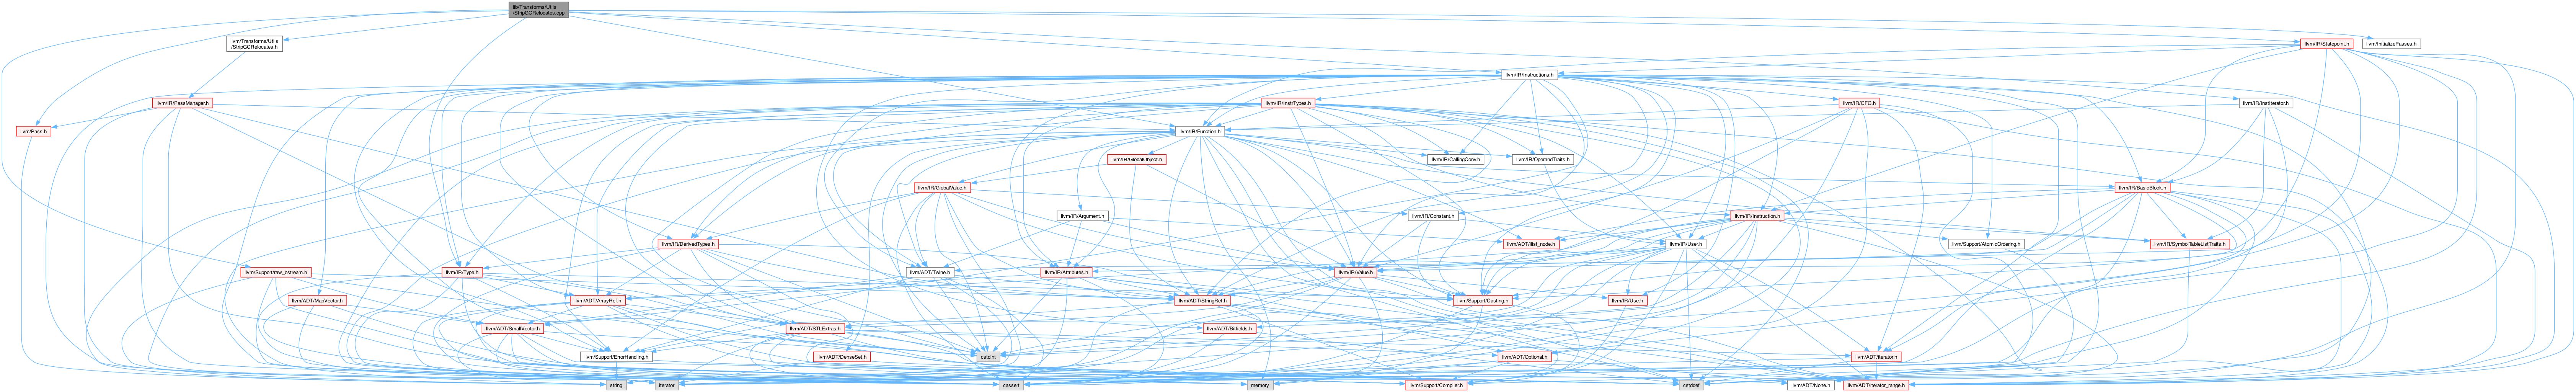 lib/Transforms/Utils
/StripGCRelocates.cpp
llvm/Transforms/Utils
/StripGCRelocates.h
llvm/IR/Statepoint.h
llvm/InitializePasses.h
llvm/IR/Instructions.h
llvm/IR/PassManager.h
llvm/IR/InstrTypes.h
llvm/IR/CFG.h
llvm/IR/InstIterator.h
llvm/Pass.h
llvm/IR/Function.h
llvm/IR/GlobalObject.h
llvm/IR/CallingConv.h
llvm/IR/OperandTraits.h
llvm/IR/GlobalValue.h
llvm/IR/BasicBlock.h
llvm/IR/Argument.h
llvm/IR/Constant.h
llvm/IR/Instruction.h
llvm/IR/DerivedTypes.h
llvm/ADT/ilist_node.h
llvm/IR/User.h
llvm/Support/AtomicOrdering.h
llvm/IR/SymbolTableListTraits.h
llvm/Support/raw_ostream.h
llvm/IR/Type.h
llvm/ADT/Twine.h
llvm/IR/Attributes.h
llvm/IR/Value.h
llvm/ADT/MapVector.h
llvm/ADT/ArrayRef.h
llvm/ADT/StringRef.h
llvm/Support/Casting.h
llvm/IR/Use.h
llvm/ADT/SmallVector.h
llvm/ADT/STLExtras.h
llvm/ADT/Bitfields.h
llvm/Support/ErrorHandling.h
llvm/ADT/DenseSet.h
cstdint
llvm/ADT/Optional.h
llvm/ADT/iterator.h
string
iterator
cassert
memory
llvm/Support/Compiler.h
cstddef
llvm/ADT/None.h
llvm/ADT/iterator_range.h